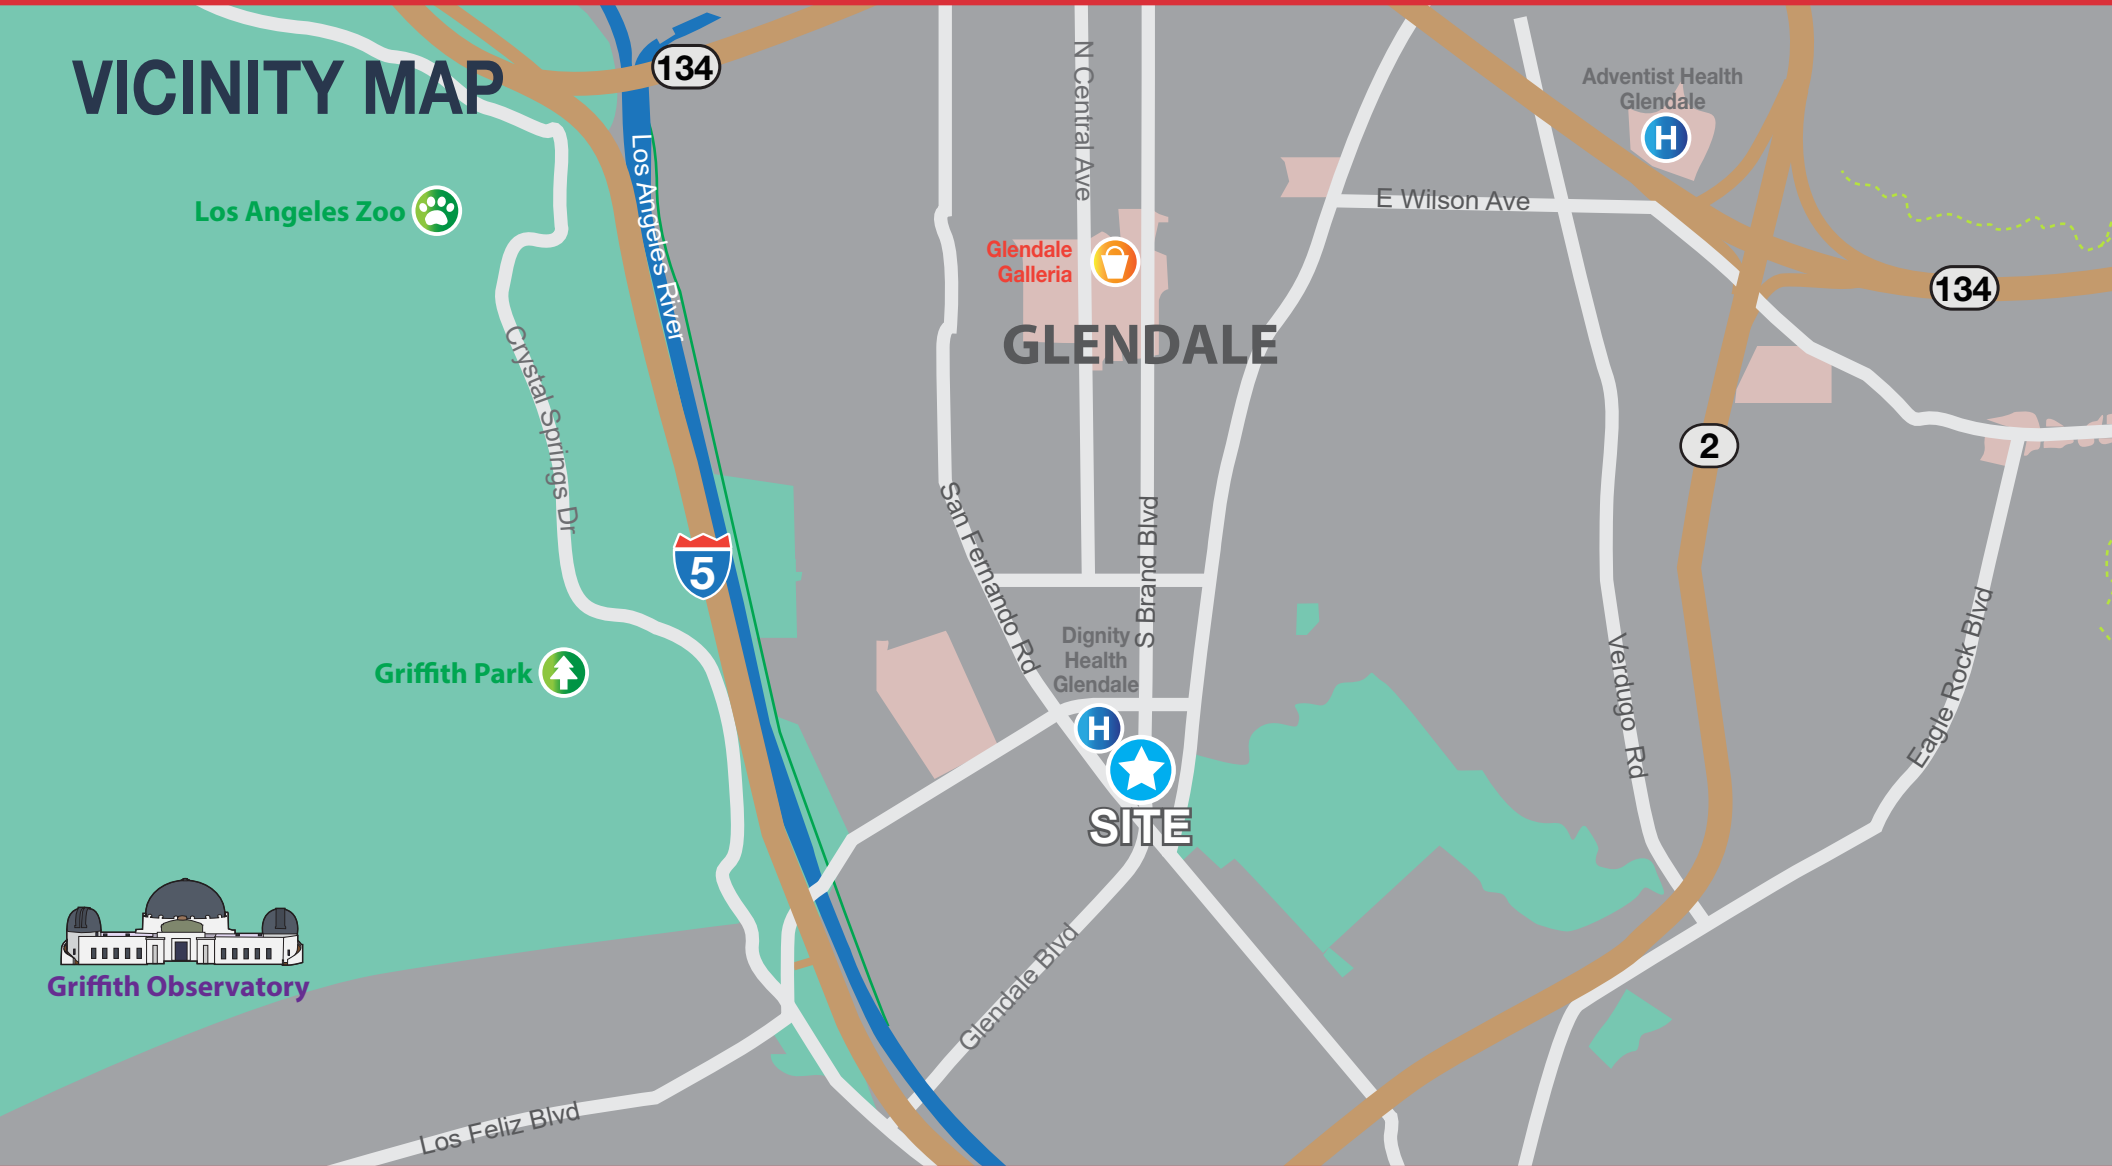 VICINITY MAP
134
N Central Ave
Adventist Health
Glendale
H
Los Angeles River
Los Angeles Zoo
E Wilson Ave
Glendale
Galleria
134
GLENDALE
Crystal Springs Dr
2
San Fernando Rd
S Brand Blvd
5
Dignity
Health
Glendale
H
Griffith Park
Verdugo Rd
Eagle Rock Blvd
SITE
Griffith Observatory
Glendale Blvd
Los Feliz Blvd